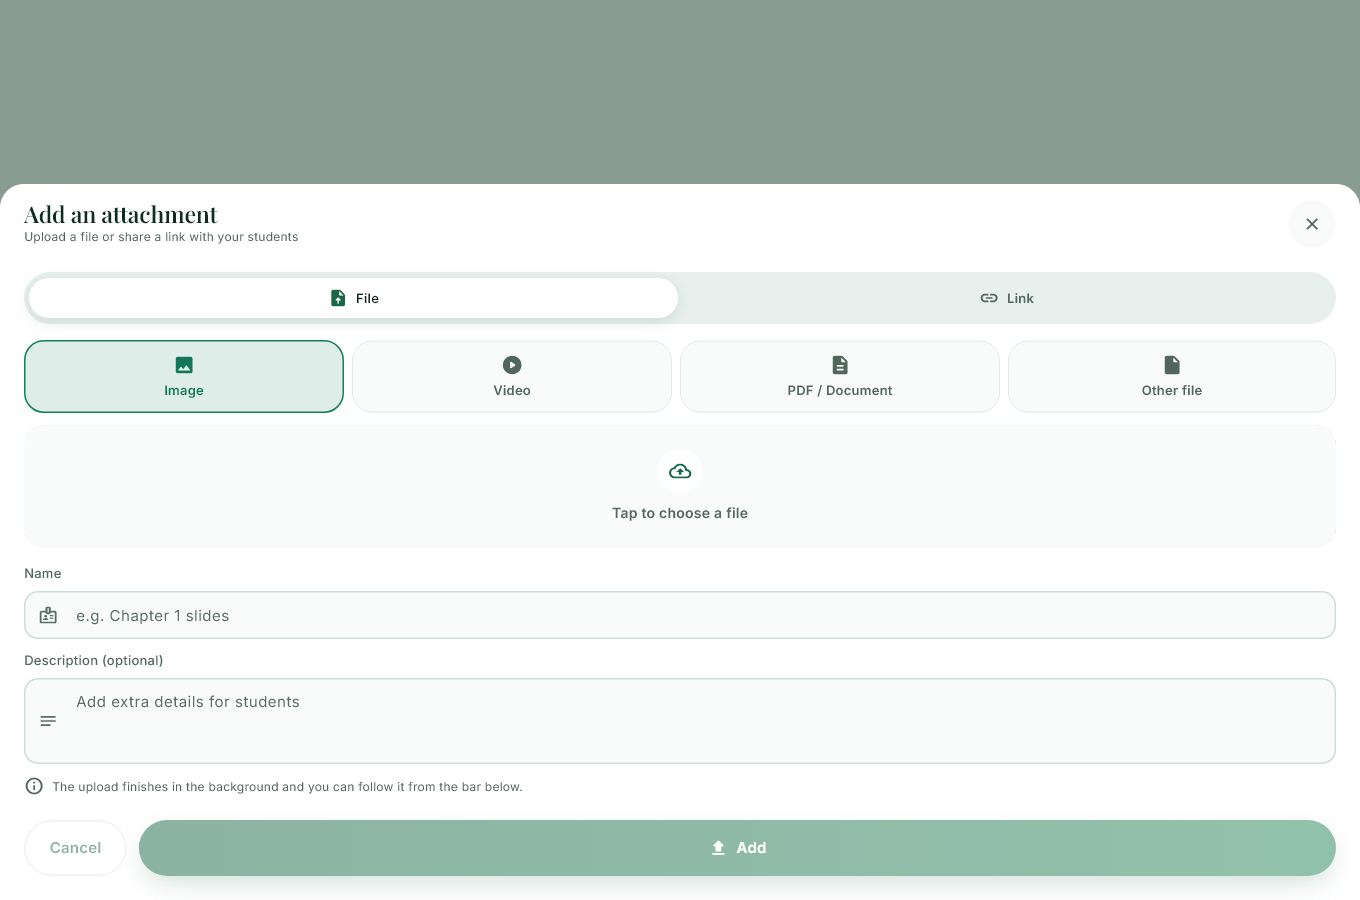 Add an attachment
Upload a file or share a link with your students
File
Link
Image
Video
PDF / Document
Other file
Tap to choose a file
Name
e.g. Chapter 1 slides
Description (optional)
Add extra details for students
The upload finishes in the background and you can follow it from the bar below.
Cancel
Add